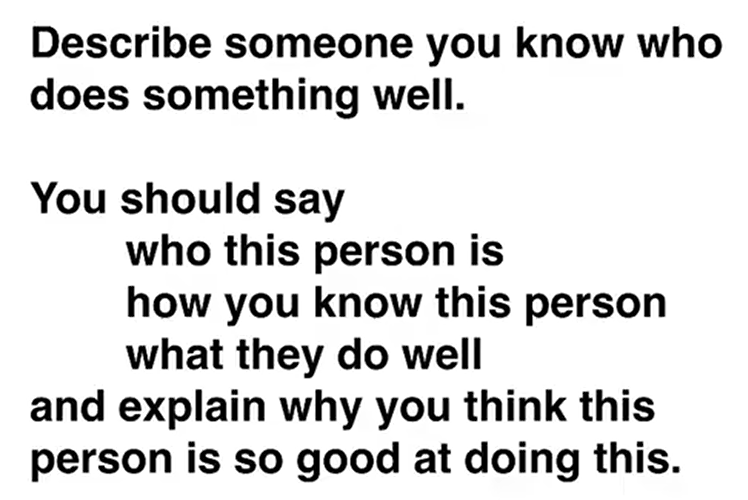 Describe someone you know who
does something well.
You should say
who this person is
how you know this person
what they do well
and explain why you think this
person is so good at doing this.